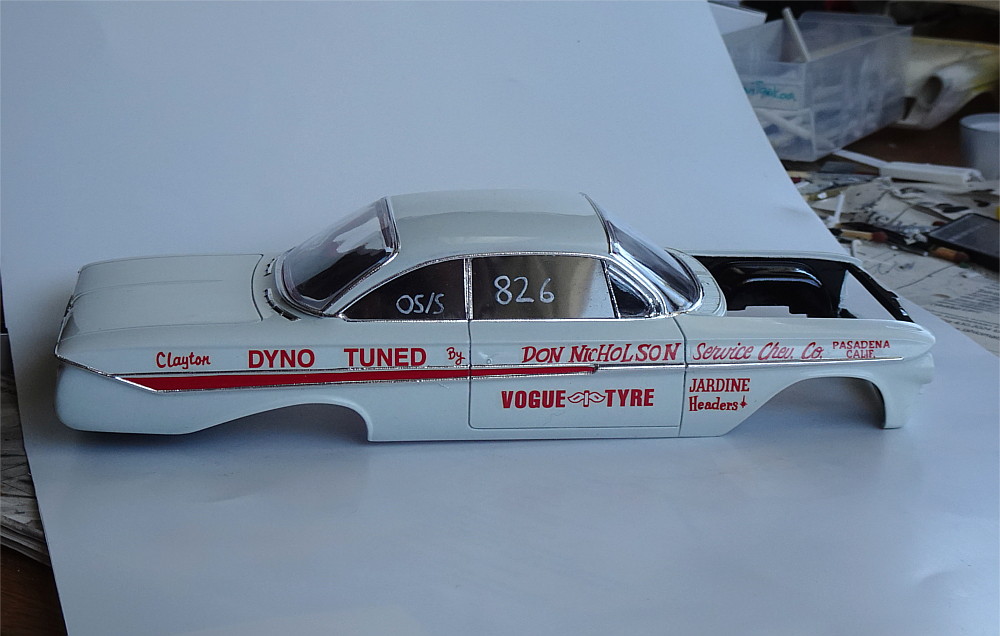 OS/S 826
Clayton DYNO TUNED By DON NICHOLSON Service Chev. Co. PASADENA
CALIF.
VOGUE TYRE
JARDINE
Headers